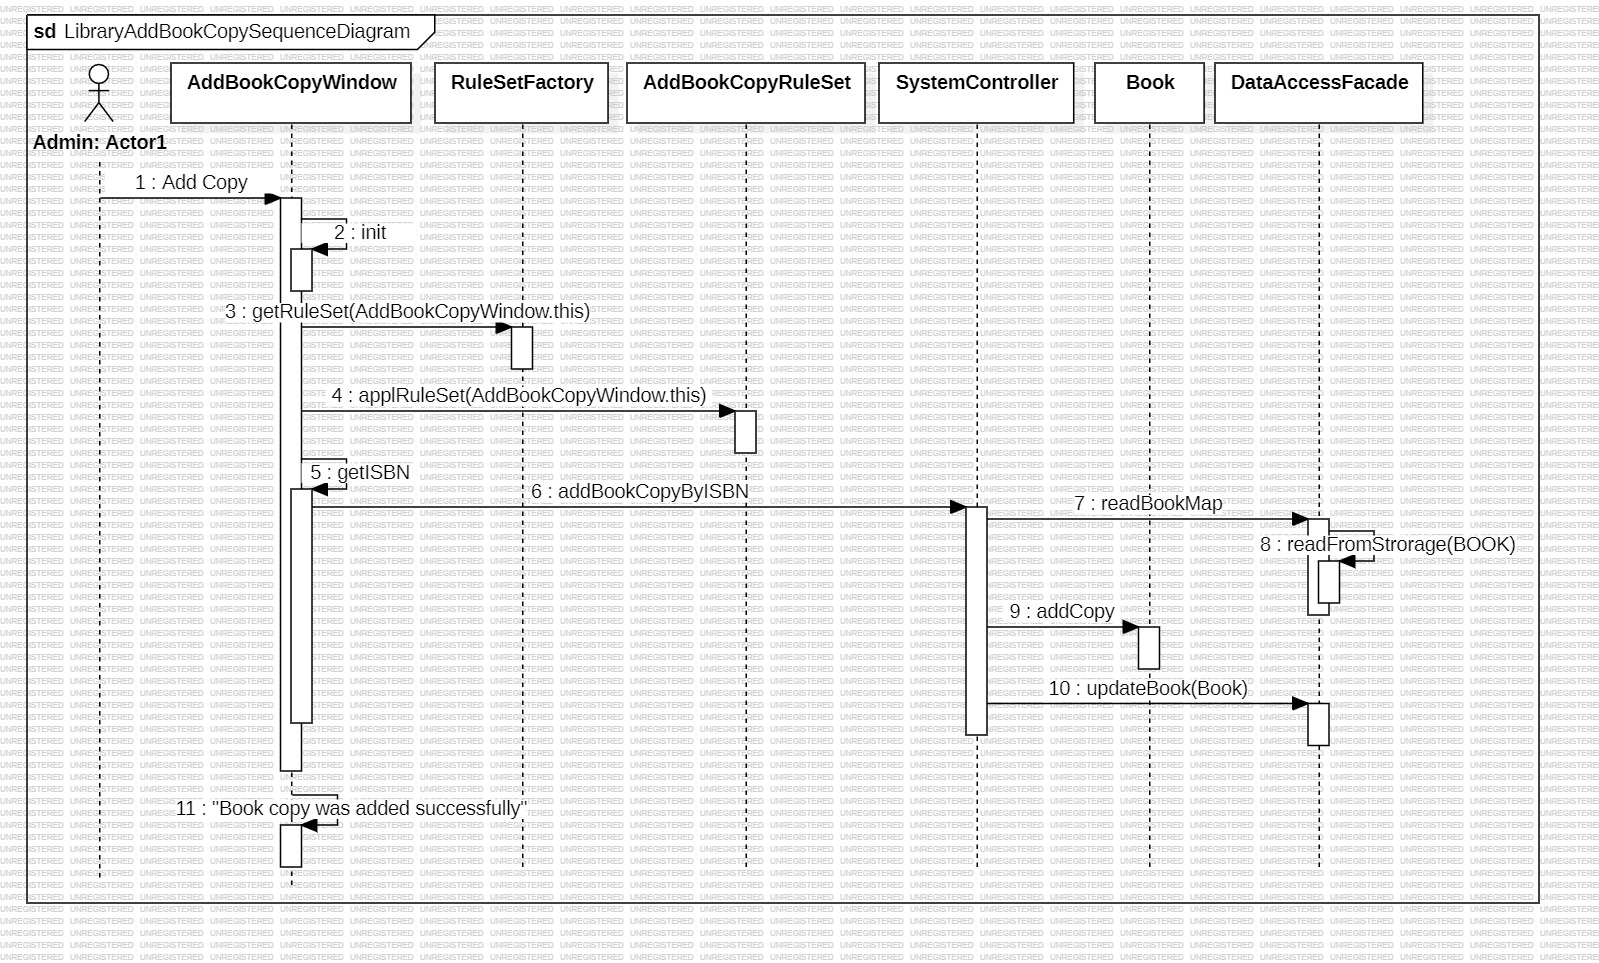 sd LibraryAddBookCopySequenceDiagram
AddBookCopyWindow
RuleSetFactory
AddBookCopyRuleSet
SystemController
Book
DataAccessFacade
Admin: Actor1
1 : Add Copy
2 : init
3 : getRuleSet(AddBookCopyWindow.this)
4 : applRuleSet(AddBookCopyWindow.this)
5 : getISBN
6 : addBookCopyByISBN
7 : readBookMap
8 : readFromStrorage(BOOK)
9 : addCopy
10 : updateBook(Book)
11 : "Book copy was added successfully"
UNREGISTERED